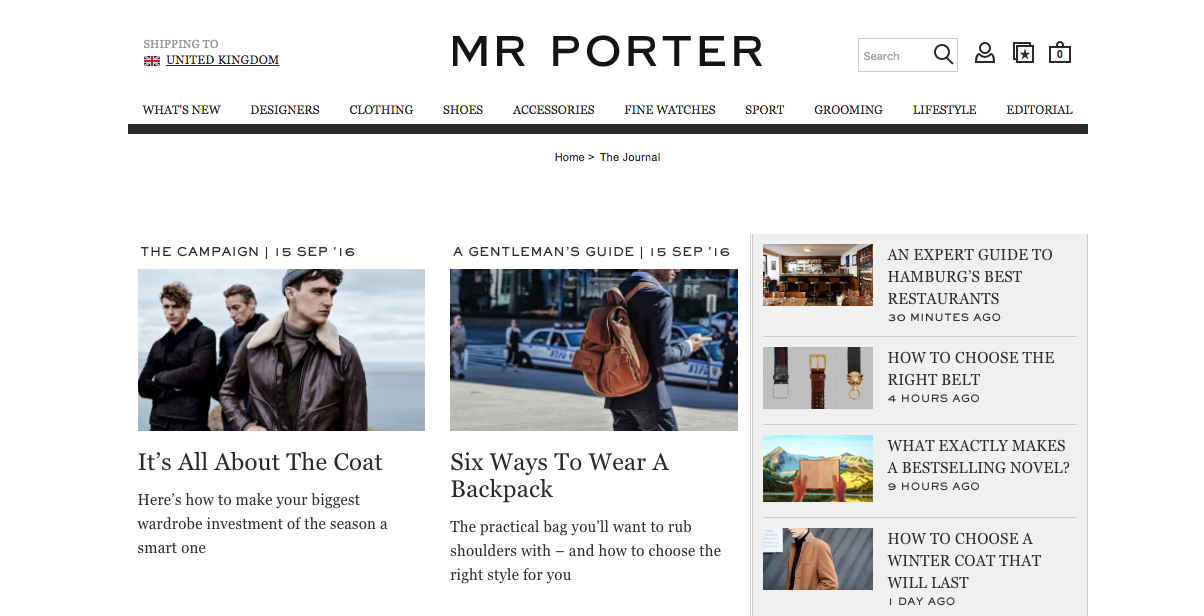 SHIPPING TO
UNITED KINGDOM
MR PORTER
Search
0
WHAT'S NEW DESIGNERS CLOTHING SHOES ACCESSORIES FINE WATCHES SPORT GROOMING LIFESTYLE EDITORIAL
Home > The Journal
THE CAMPAIGN | 15 SEP '16
It's All About The Coat
Here's how to make your biggest
wardrobe investment of the season a
smart one
A GENTLEMAN'S GUIDE | 15 SEP '16
Six Ways To Wear A
Backpack
The practical bag you'll want to rub
shoulders with – and how to choose the
right style for you
AN EXPERT GUIDE TO
HAMBURG'S BEST
RESTAURANTS
30 MINUTES AGO
HOW TO CHOOSE THE
RIGHT BELT
4 HOURS AGO
WHAT EXACTLY MAKES
A BESTSELLING NOVEL?
9 HOURS AGO
HOW TO CHOOSE A
WINTER COAT THAT
WILL LAST
1 DAY AGO